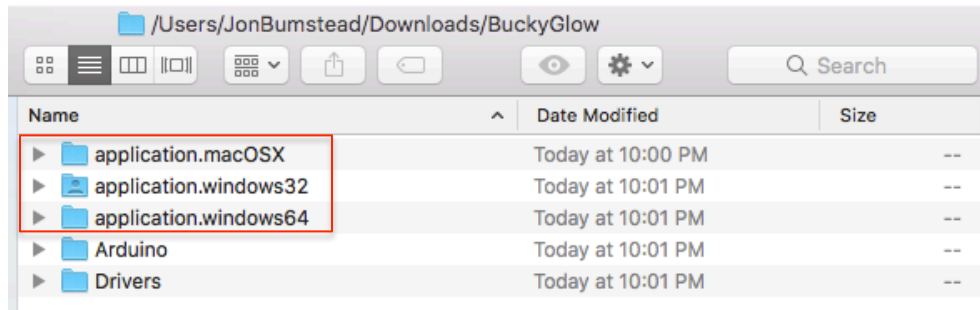 /Users/JonBumstead/Downloads/BuckyGlow
Search
Name Date Modified Size
application.macOSX Today at 10:00 PM --
application.windows32 Today at 10:01 PM --
application.windows64 Today at 10:01 PM --
Arduino Today at 10:01 PM --
Drivers Today at 10:01 PM --